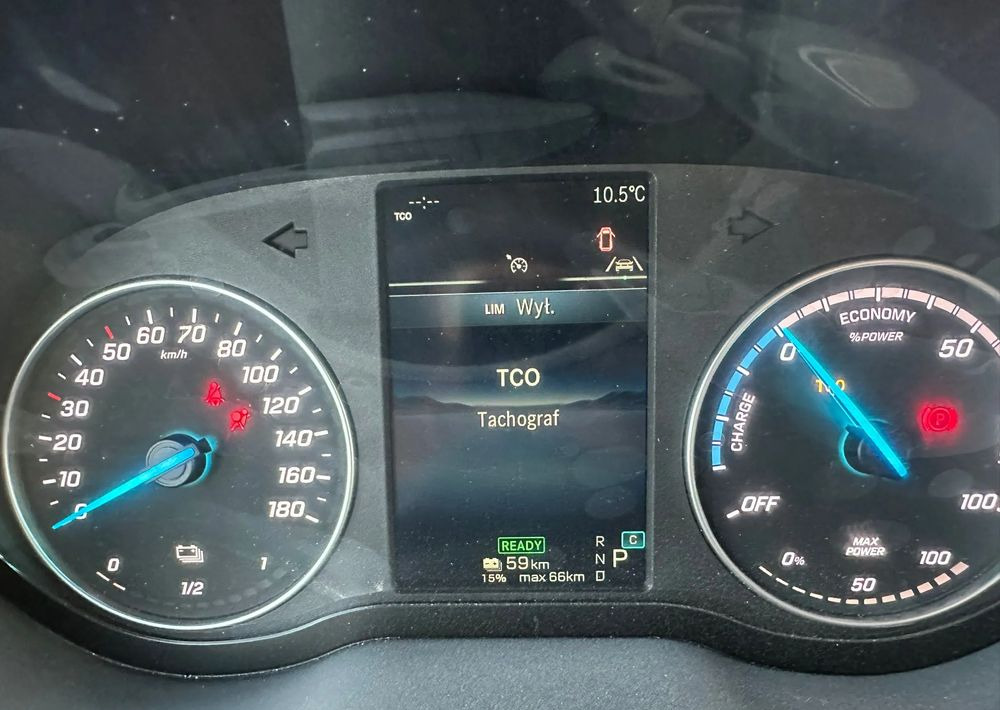 10.5°C
--:--
TCO
LIM Wył.
TCO
Tachograf
READY
59km
15% max 66km
R
N
D
P
C
0
10
20
30
40
50
60
70
80
100
120
140
160
180
km/h
0
1/2
1
CHARGE
OFF
0
ECONOMY
%POWER
50
100
TCO
P
MAX
POWER
0%
50
100